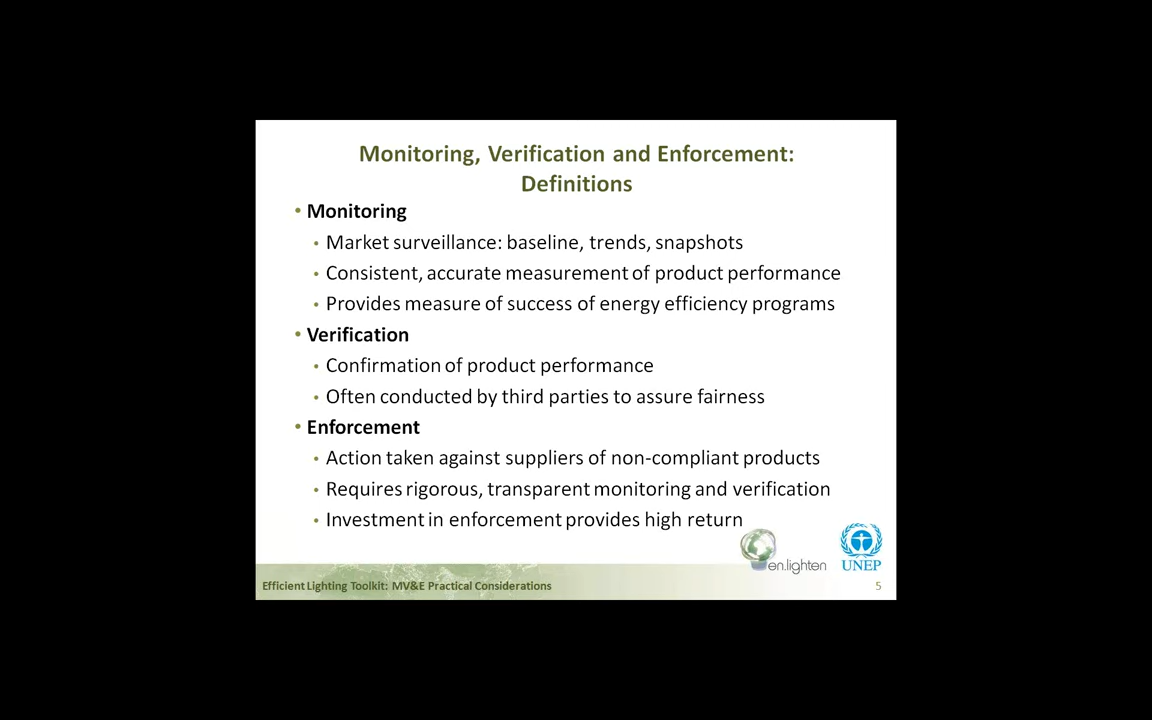 Monitoring, Verification and Enforcement:
Definitions
• Monitoring
• Market surveillance: baseline, trends, snapshots
• Consistent, accurate measurement of product performance
• Provides measure of success of energy efficiency programs
• Verification
• Confirmation of product performance
• Often conducted by third parties to assure fairness
• Enforcement
• Action taken against suppliers of non-compliant products
• Requires rigorous, transparent monitoring and verification
• Investment in enforcement provides high return
en.lighten
UNEP
Efficient Lighting Toolkit: MV&E Practical Considerations
5